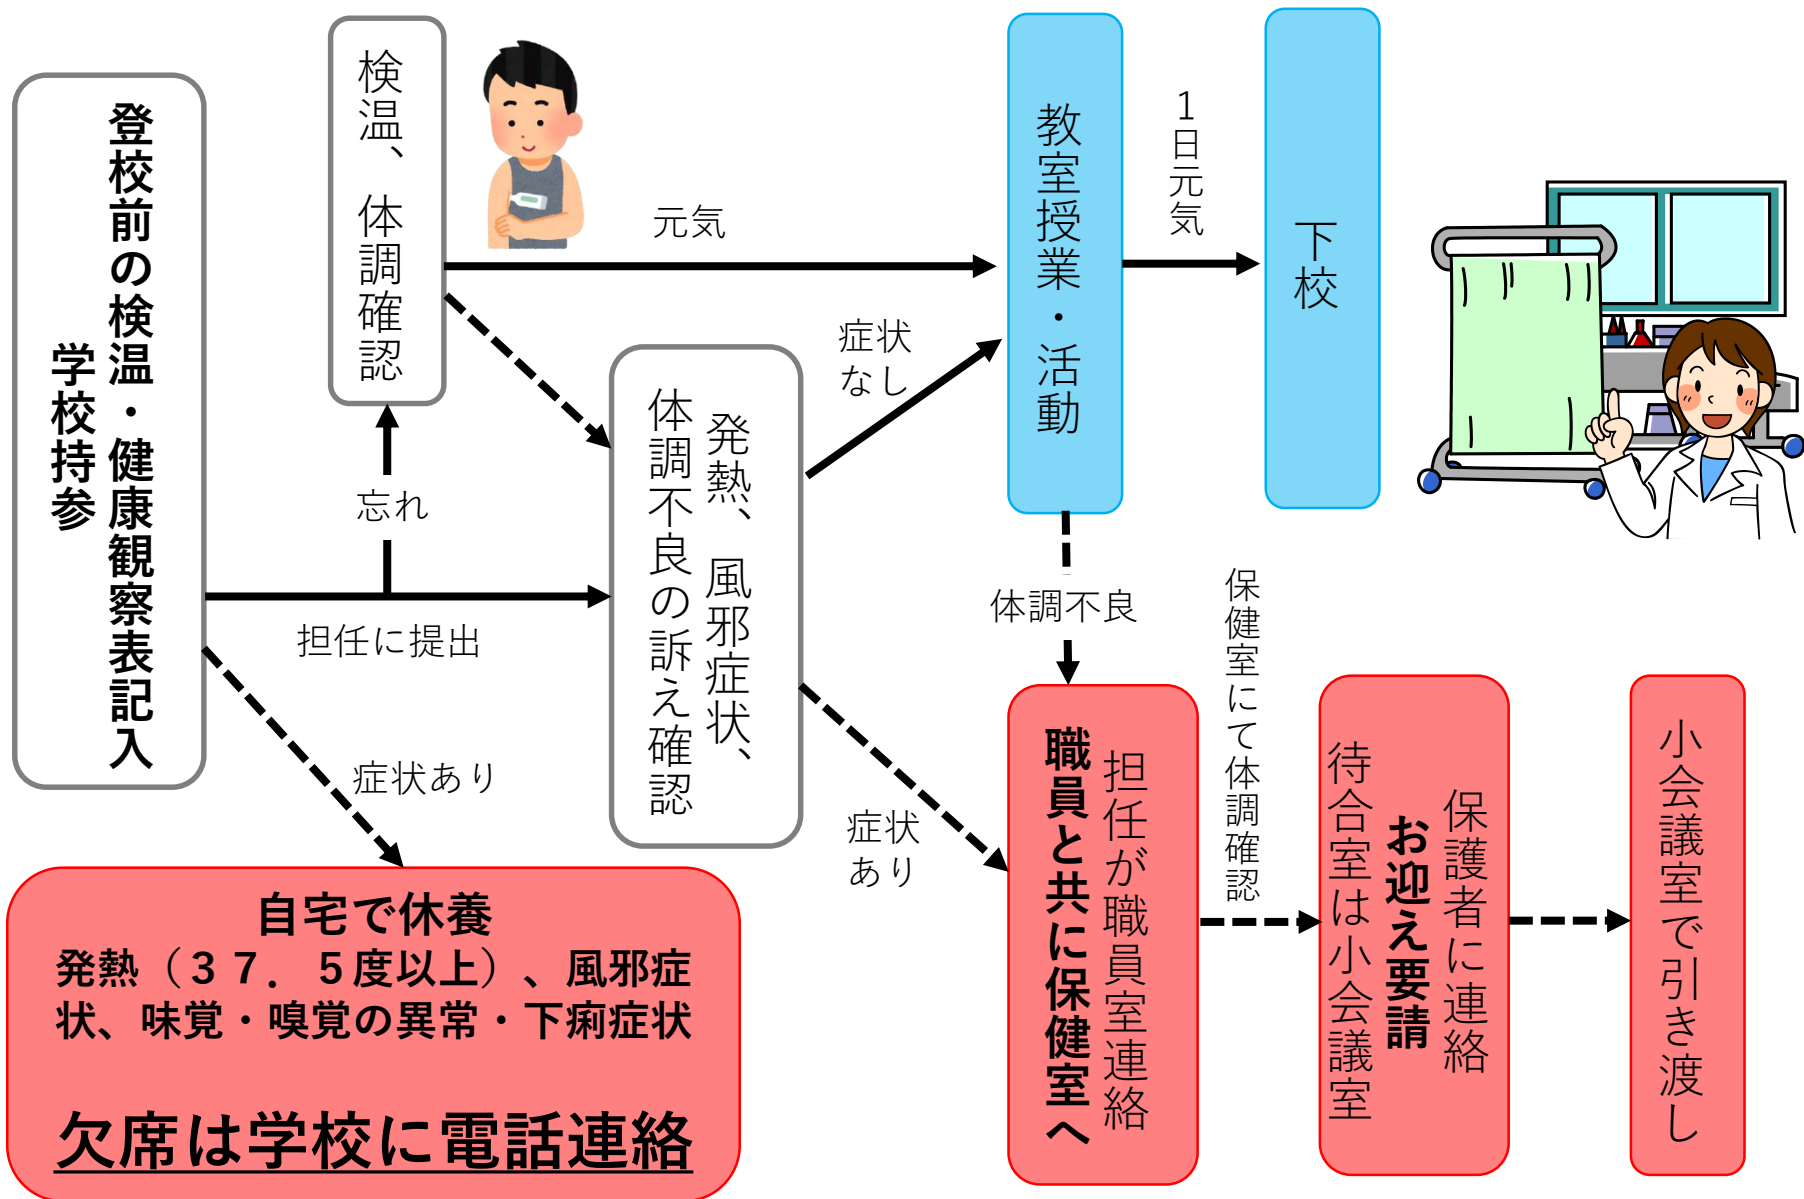 登校前の検温・健康観察表記入
学校持参
検温、体調確認
忘れ
担任に提出
症状あり
自宅で休養
発熱（３７．５度以上）、風邪症
状、味覚・嗅覚の異常・下痢症状
欠席は学校に電話連絡
元気
発熱、風邪症状、
体調不良の訴え確認
症状
なし
症状
あり
教室授業・活動
１日元気
下校
体調不良
担任が職員室連絡
職員と共に保健室へ
保健室にて体調確認
保護者に連絡
お迎え要請
待合室は小会議室
小会議室で引き渡し